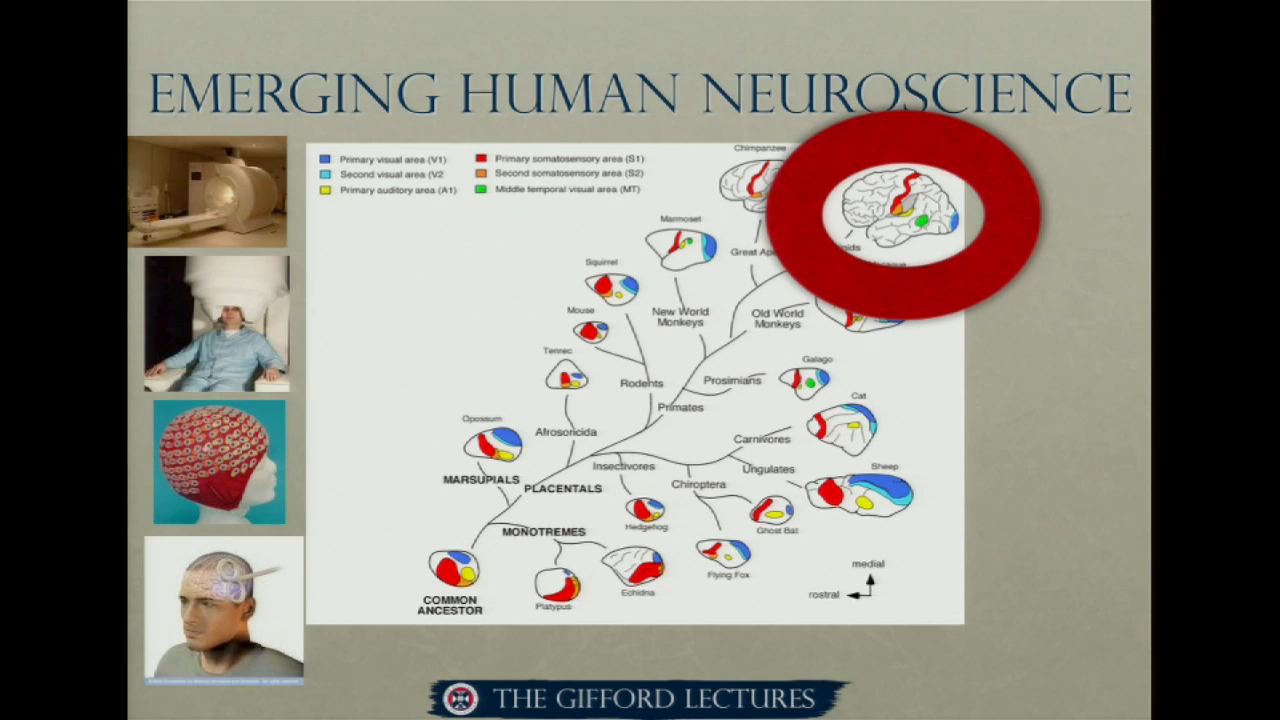 EMERGING HUMAN NEUROSCIENCE
Primary visual area (V1)
Second visual area (V2
Primary auditory area (A1)
Primary somatosensory area (S1)
Second somatosensory area (S2)
Middle temporal visual area (MT)
Chimpanzee
Marmoset
Great Ape
Squirrel
Mouse
New World
Monkeys
Old World
Monkeys
Tenrec
Galago
Rodents
Prosimians
Cat
Primates
Opossum
Afrosoricida
Carnivores
Insectivores
Ungulates
Sheep
MARSUPIALS
PLACENTALS
Chiroptera
Hedgehog
Ghost Bat
MONOTREMES
Flying Fox
medial
Echidna
rostral
COMMON
ANCESTOR
Platypus
THE GIFFORD LECTURES